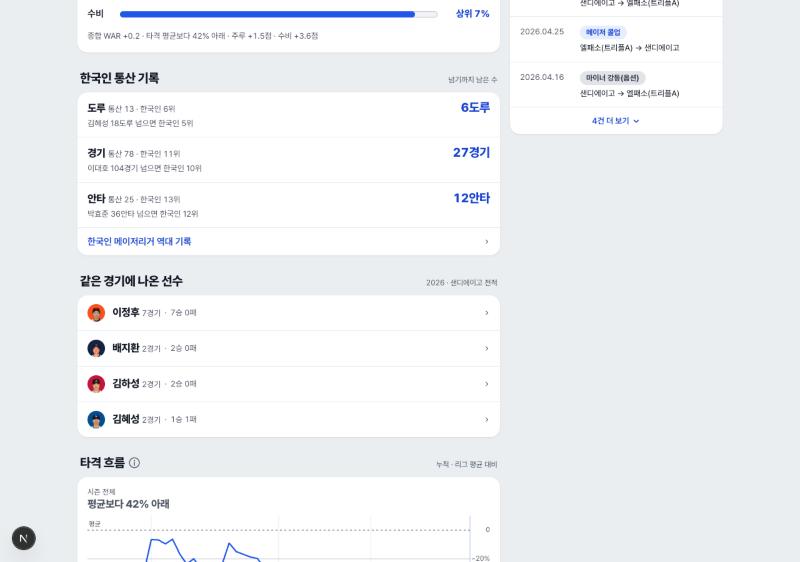 수비
상위 7%
종합 WAR +0.2 · 타격 평균보다 42% 아래 · 주루 +1.5점 · 수비 +3.6점
한국인 통산 기록
넘기까지 남은 수
도루 통산 13 · 한국인 6위
6도루
김혜성 18도루 넘으면 한국인 5위
경기 통산 78 · 한국인 11위
27경기
이대호 104경기 넘으면 한국인 10위
안타 통산 25 · 한국인 13위
12안타
박효준 36안타 넘으면 한국인 12위
한국인 메이저리거 역대 기록
같은 경기에 나온 선수
2026 · 샌디에이고 전적
이정후 7경기 · 7승 0패
배지환 2경기 · 2승 0패
김하성 2경기 · 2승 0패
김혜성 2경기 · 1승 1패
타격 흐름
누적 · 리그 평균 대비
시즌 전체
평균보다 42% 아래
평균
0
-20%
샌디에이고 → 엘패소(트리플A)
2026.04.25
메이저 콜업
엘패소(트리플A) → 샌디에이고
2026.04.16
마이너 강등(옵션)
샌디에이고 → 엘패소(트리플A)
4건 더 보기
N